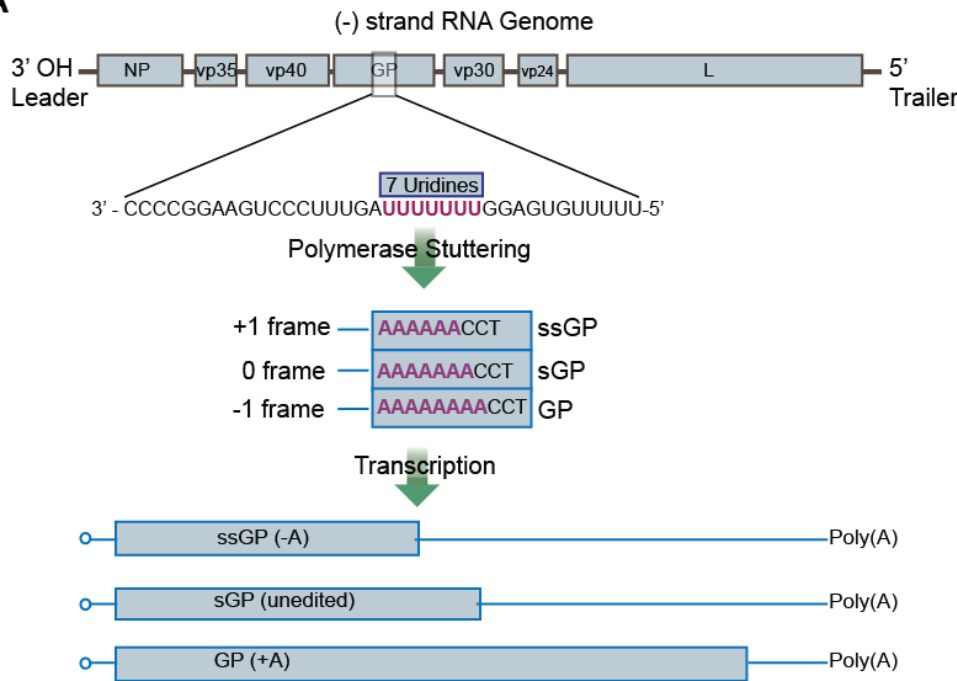 A
(-) strand RNA Genome
3’ OH
Leader
NP vp35 vp40 GP vp30 vp24 L
5’
Trailer
7 Uridines
3’ - CCCCGGAAGUCCCUUUGAUUUUUUUGGAGUGUUUUU-5’
Polymerase Stuttering
+1 frame AAAAAACCT ssGP
0 frame AAAAAAACCT sGP
-1 frame AAAAAAAACCT GP
Transcription
ssGP (-A) Poly(A)
sGP (unedited) Poly(A)
GP (+A) Poly(A)